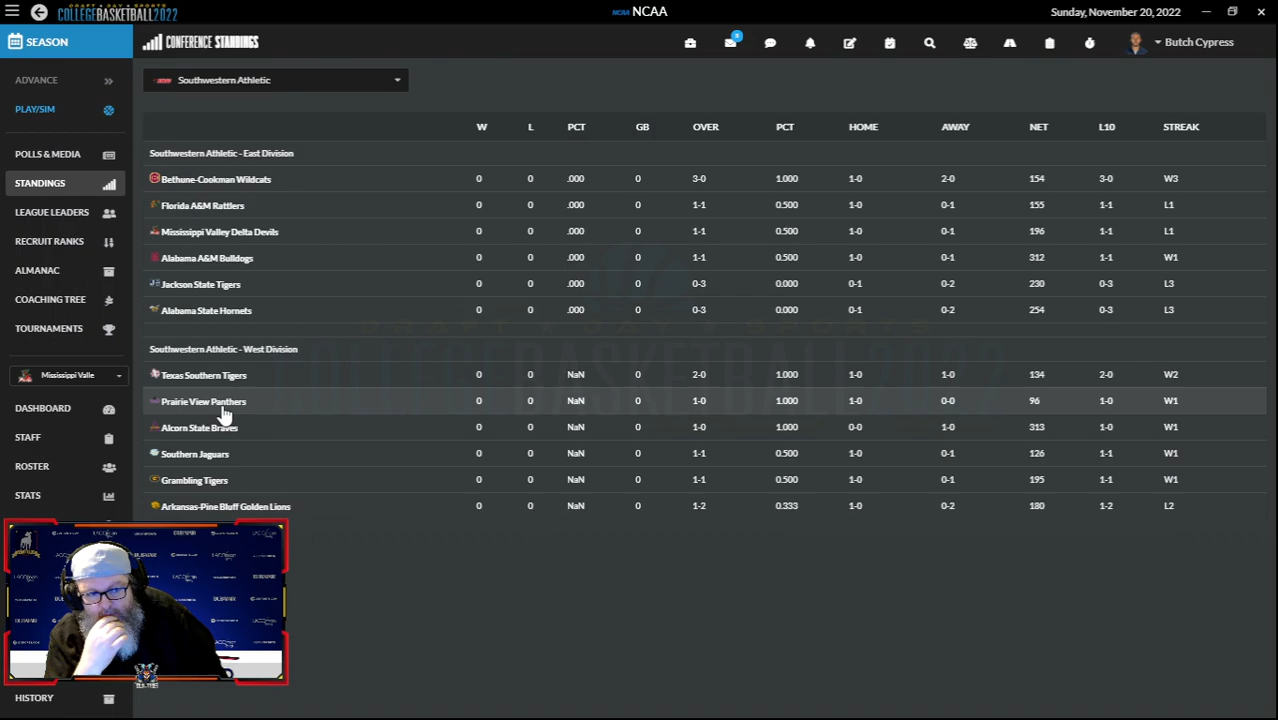 DRAFT DAY SPORTS
COLLEGE BASKETBALL 2022
NCAA NCAA
Sunday, November 20, 2022
SEASON
CONFERENCE STANDINGS
3
Butch Cypress
ADVANCE
PLAY/SIM
POLLS & MEDIA
STANDINGS
LEAGUE LEADERS
RECRUIT RANKS
ALMANAC
COACHING TREE
TOURNAMENTS
Mississippi Valle
DASHBOARD
STAFF
ROSTER
STATS
HISTORY
Southwestern Athletic
W L PCT GB OVER PCT HOME AWAY NET L10 STREAK
Southwestern Athletic - East Division
Bethune-Cookman Wildcats 0 0 .000 0 3-0 1.000 1-0 2-0 154 3-0 W3
Florida A&M Rattlers 0 0 .000 0 1-1 0.500 1-0 0-1 155 1-1 L1
Mississippi Valley Delta Devils 0 0 .000 0 1-1 0.500 1-0 0-1 196 1-1 L1
Alabama A&M Bulldogs 0 0 .000 0 1-1 0.500 1-0 0-1 312 1-1 W1
Jackson State Tigers 0 0 .000 0 0-3 0.000 0-1 0-2 230 0-3 L3
Alabama State Hornets 0 0 .000 0 0-3 0.000 0-1 0-2 254 0-3 L3
Southwestern Athletic - West Division
Texas Southern Tigers 0 0 NaN 0 2-0 1.000 1-0 1-0 134 2-0 W2
Prairie View Panthers 0 0 NaN 0 1-0 1.000 1-0 0-0 96 1-0 W1
Alcorn State Braves 0 0 NaN 0 1-0 1.000 0-0 1-0 313 1-0 W1
Southern Jaguars 0 0 NaN 0 1-1 0.500 1-0 0-1 126 1-1 W1
Grambling Tigers 0 0 NaN 0 1-1 0.500 1-0 0-1 195 1-1 W1
Arkansas-Pine Bluff Golden Lions 0 0 NaN 0 1-2 0.333 1-0 0-2 180 1-2 L2
DRAFT DAY SPORTS
COLLEGE BASKETBALL 2022